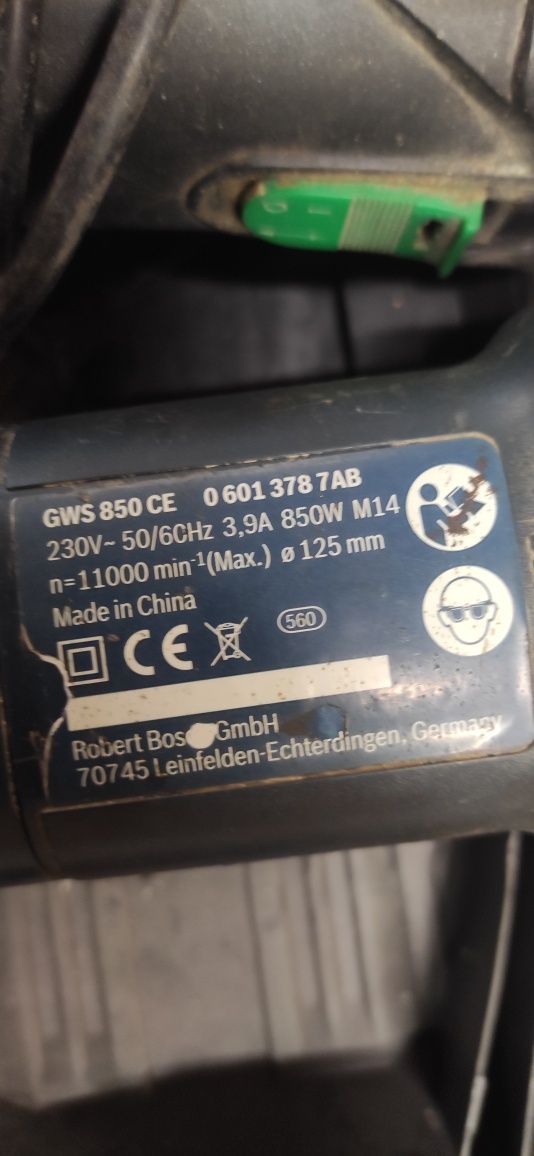 GWS 850 CE 0 601 378 7AB
230V~ 50/60Hz 3,9A 850W M14
n=11000 min-1(Max.) ø 125 mm
Made in China
CE
560
Robert GmbH
70745 Leinfelden-Echterdingen, Germany